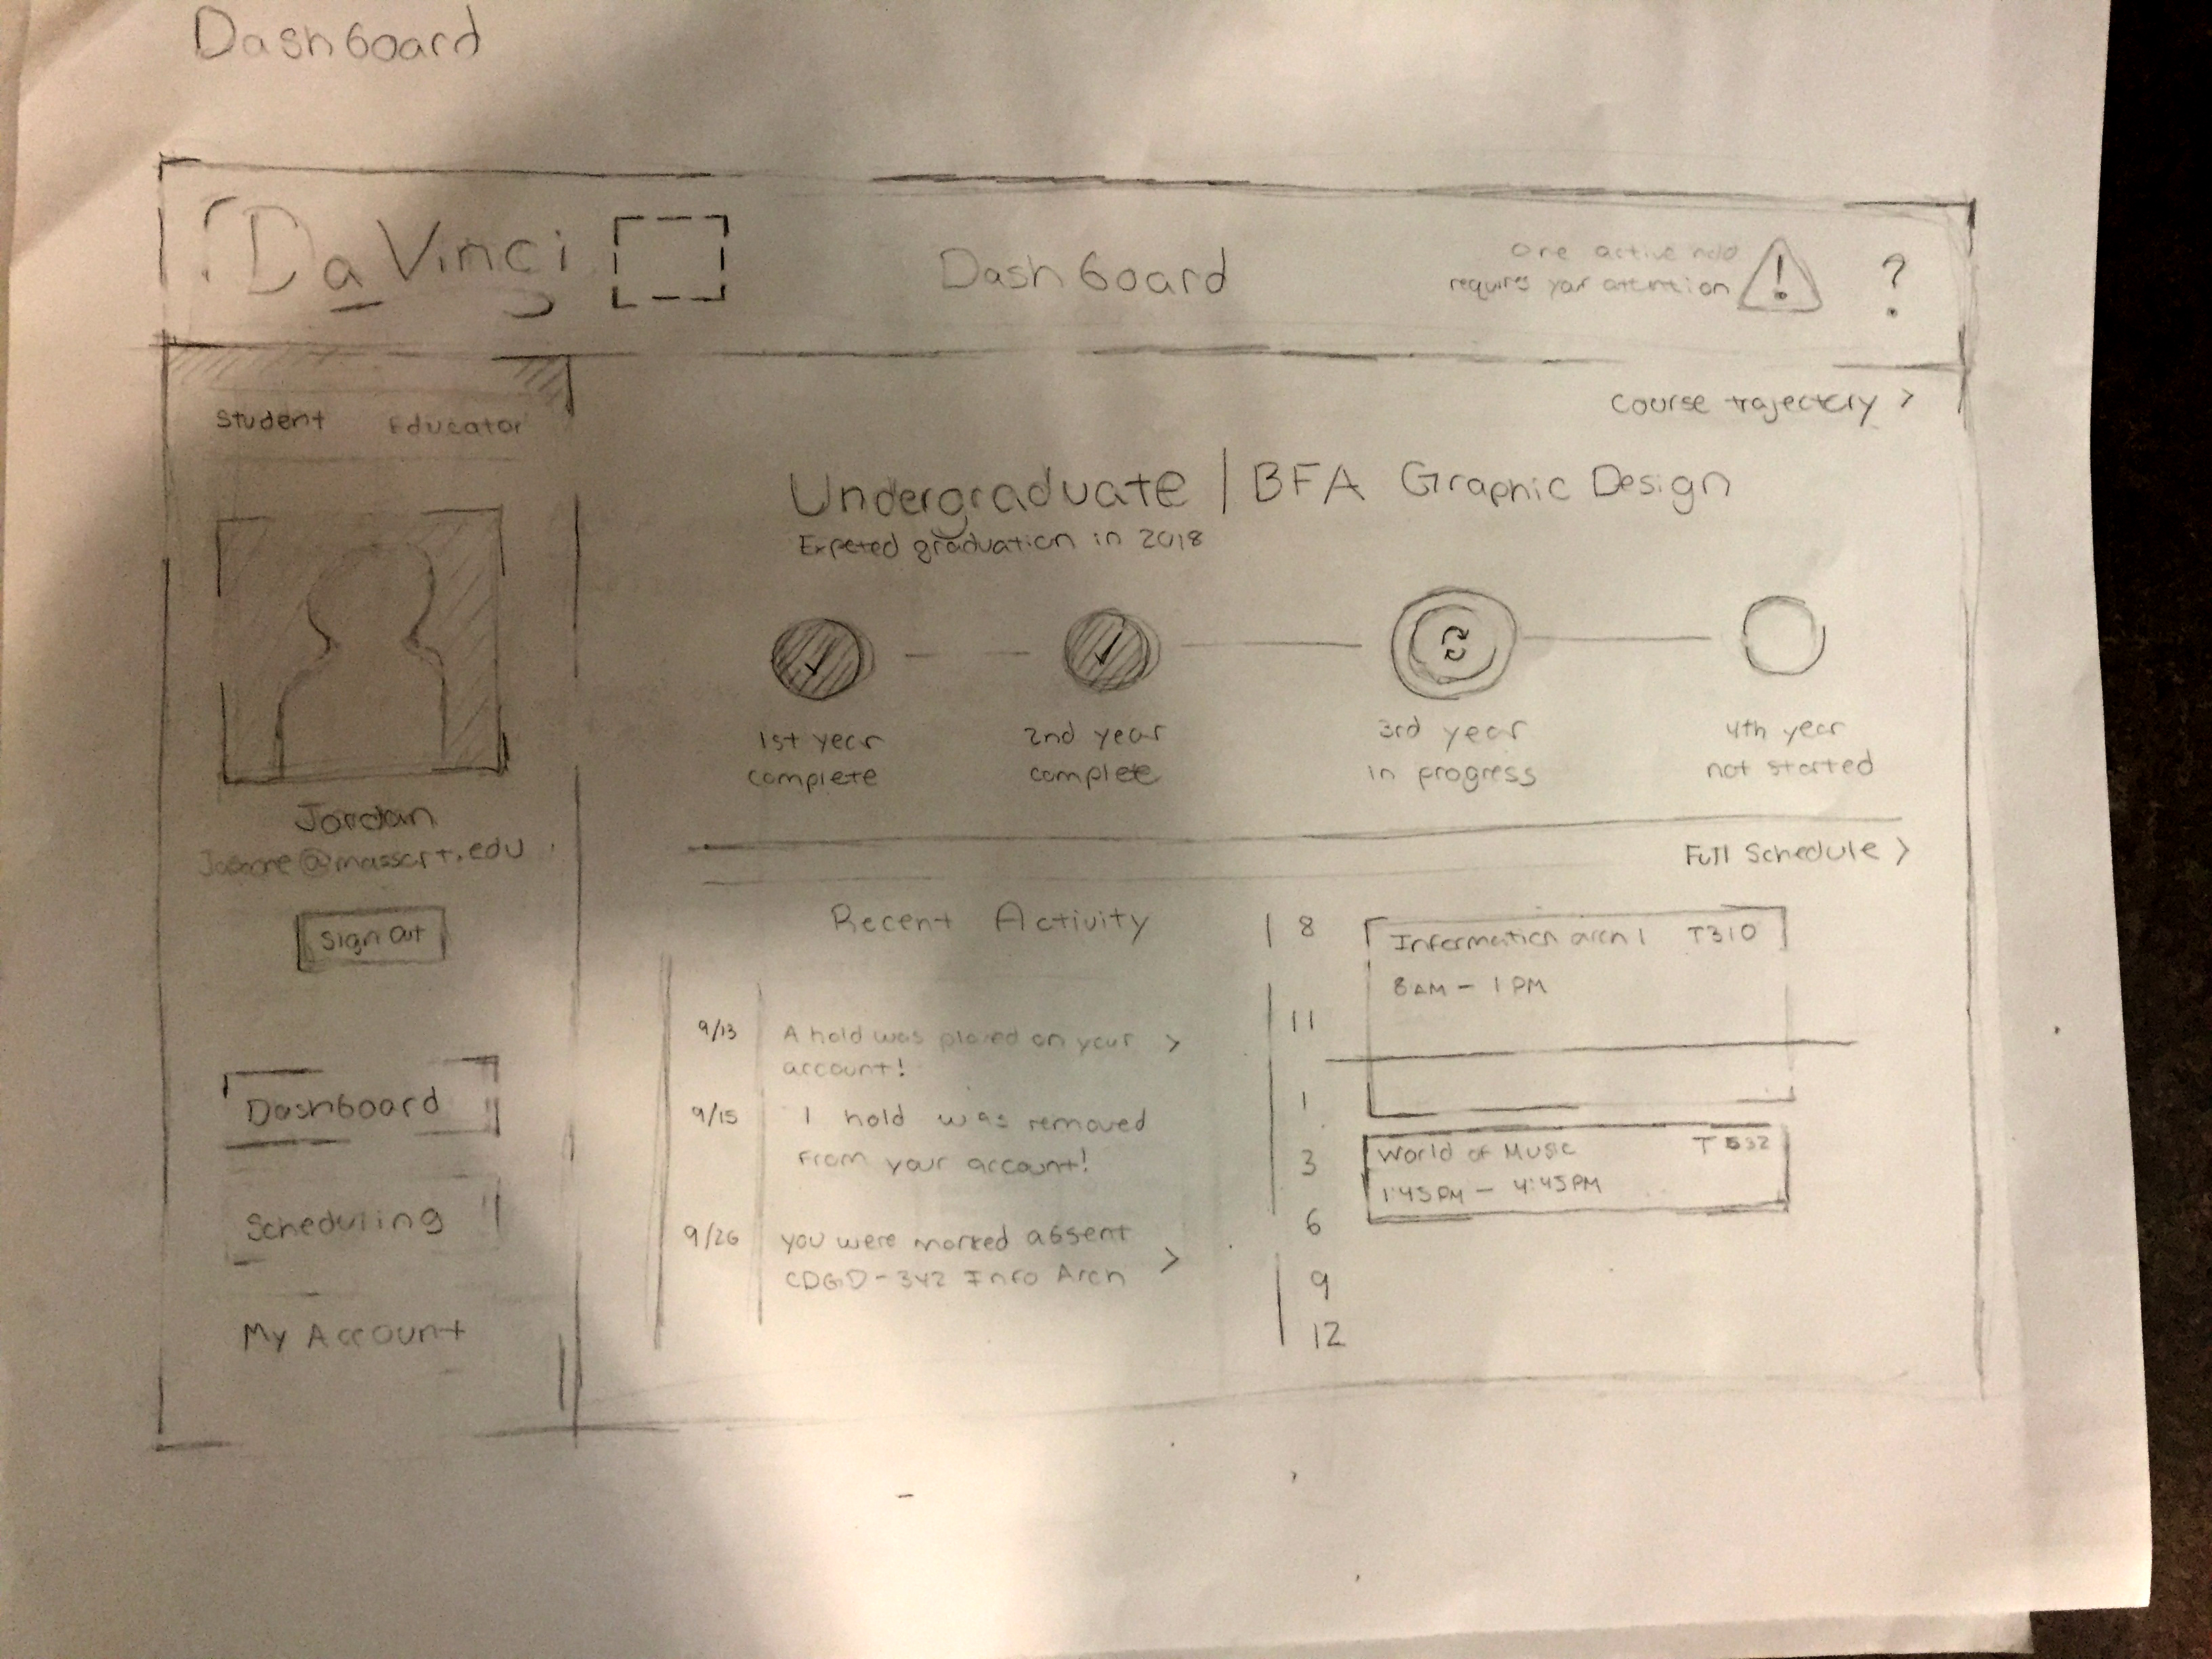 Dashboard
DaVinci
Dashboard
One active hold
requires your attention
!
?
Student Educator
Course trajectory >
Undergraduate | BFA Graphic Design
Expeted graduation in 2018
1st year
complete
2nd year
complete
3rd year
in progress
4th year
not started
Jordan
@massart.edu
Sign Out
Dashboard
Scheduling
My Account
Full Schedule >
Recent Activity
9/13 A hold was placed on your >
account!
9/15 1 hold was removed
from your account!
9/26 you were marked absent >
CDGD-342 Info Arch
8
11
1
3
6
9
12
Information arch 1 T310
8AM - 1PM
World of Music T532
1:45PM - 4:45PM